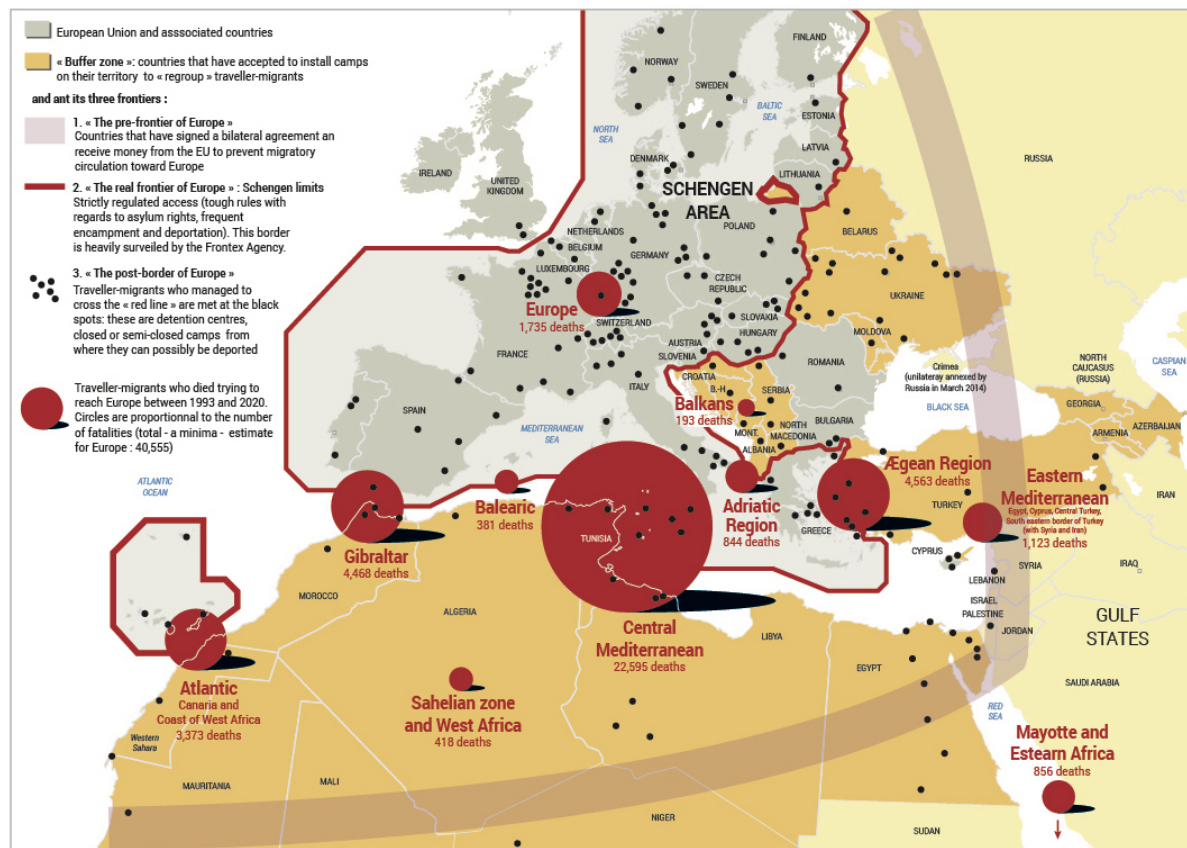 European Union and asssociated countries
« Buffer zone »: countries that have accepted to install camps
on their territory to « regroup » traveller-migrants
and ant its three frontiers :
1. « The pre-frontier of Europe »
Countries that have signed a bilateral agreement an
receive money from the EU to prevent migratory
circulation toward Europe
2. « The real frontier of Europe » : Schengen limits
Strictly regulated access (tough rules with
regards to asylum rights, frequent
encampment and deportation). This border
is heavily surveiled by the Frontex Agency.
3. « The post-border of Europe »
Traveller-migrants who managed to
cross the « red line » are met at the black
spots: these are detention centres,
closed or semi-closed camps from
where they can possibly be deported
Traveller-migrants who died trying to
reach Europe between 1993 and 2020.
Circles are proportionnal to the number
of fatalities (total - a minima - estimate
for Europe : 40,555)
FINLAND
NORWAY
SWEDEN
BALTIC
SEA
ESTONIA
NORTH
SEA
LATVIA
RUSSIA
DENMARK
LITHUANIA
IRELAND
UNITED
KINGDOM
SCHENGEN
AREA
NETHERLANDS
POLAND
BELARUS
BELGIUM
GERMANY
LUXEMBOURG
CZECH
REPUBLIC
UKRAINE
Europe
1,735 deaths
SLOVAKIA
SWITZERLAND
HUNGARY
MOLDOVA
AUSTRIA
SLOVENIA
FRANCE
ROMANIA
CROATIA
ITALY
B.-H.
SERBIA
Crimea
(unilateray annexed by
Russia in March 2014)
NORTH
CAUCASUS
(RUSSIA)
CASPIAN
SEA
BLACK SEA
Balkans
193 deaths
SPAIN
MEDITERRANEAN
SEA
BULGARIA
MONT.
NORTH
MACEDONIA
ALBANIA
GEORGIA
ARMENIA
AZERBAIJAN
ATLANTIC
OCEAN
Ægean Region
4,563 deaths
Eastern
Mediterranean
Egypt, Cyprus, Central Turkey,
South eastern border of Turkey
(with Syria and Iran)
1,123 deaths
TURKEY
IRAN
Balearic
381 deaths
Adriatic
Region
844 deaths
GREECE
TUNISIA
Gibraltar
4,468 deaths
CYPRUS
SYRIA
LEBANON
IRAQ
MOROCCO
ISRAEL
PALESTINE
JORDAN
ALGERIA
Central
Mediterranean
22,595 deaths
LIBYA
EGYPT
GULF
STATES
Atlantic
Canaria and
Coast of West Africa
3,373 deaths
Sahelian zone
and West Africa
418 deaths
SAUDI ARABIA
RED
SEA
Western
Sahara
Mayotte and
Estearn Africa
856 deaths
MAURITANIA
MALI
NIGER
SUDAN